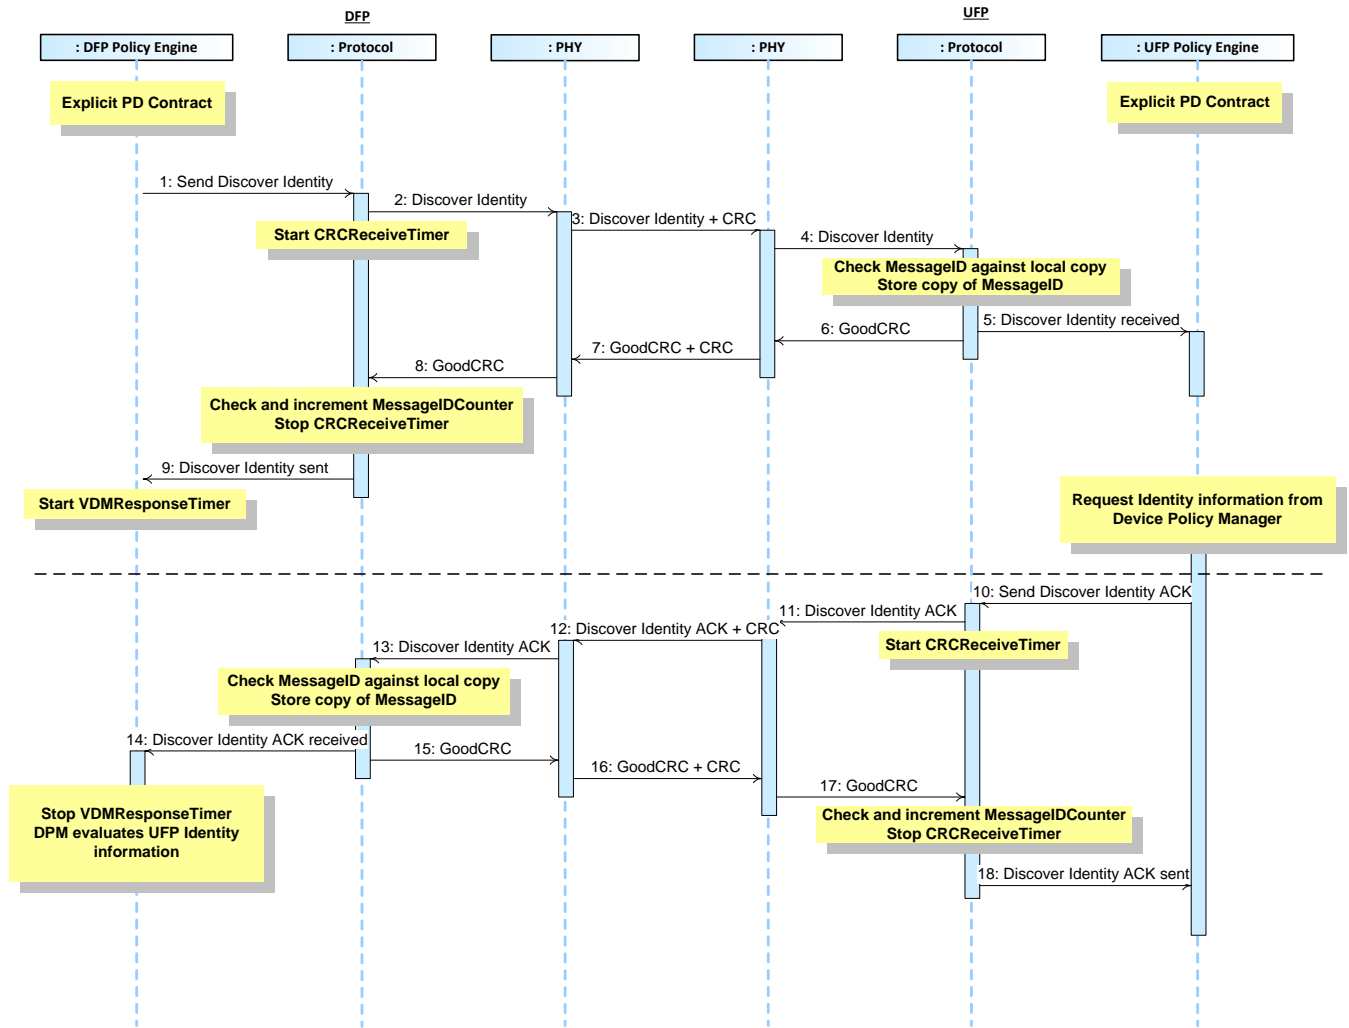 DFP
UFP
: DFP Policy Engine
: Protocol
: PHY
: PHY
: Protocol
: UFP Policy Engine
Explicit PD Contract
Explicit PD Contract
1: Send Discover Identity
2: Discover Identity
3: Discover Identity + CRC
Start CRCReceiveTimer
4: Discover Identity
Check MessageID against local copy
Store copy of MessageID
5: Discover Identity received
6: GoodCRC
7: GoodCRC + CRC
8: GoodCRC
Check and increment MessageIDCounter
Stop CRCReceiveTimer
9: Discover Identity sent
Start VDMResponseTimer
Request Identity information from
Device Policy Manager
10: Send Discover Identity ACK
11: Discover Identity ACK
12: Discover Identity ACK + CRC
Start CRCReceiveTimer
13: Discover Identity ACK
Check MessageID against local copy
Store copy of MessageID
14: Discover Identity ACK received
15: GoodCRC
16: GoodCRC + CRC
17: GoodCRC
Stop VDMResponseTimer
DPM evaluates UFP Identity
information
Check and increment MessageIDCounter
Stop CRCReceiveTimer
18: Discover Identity ACK sent